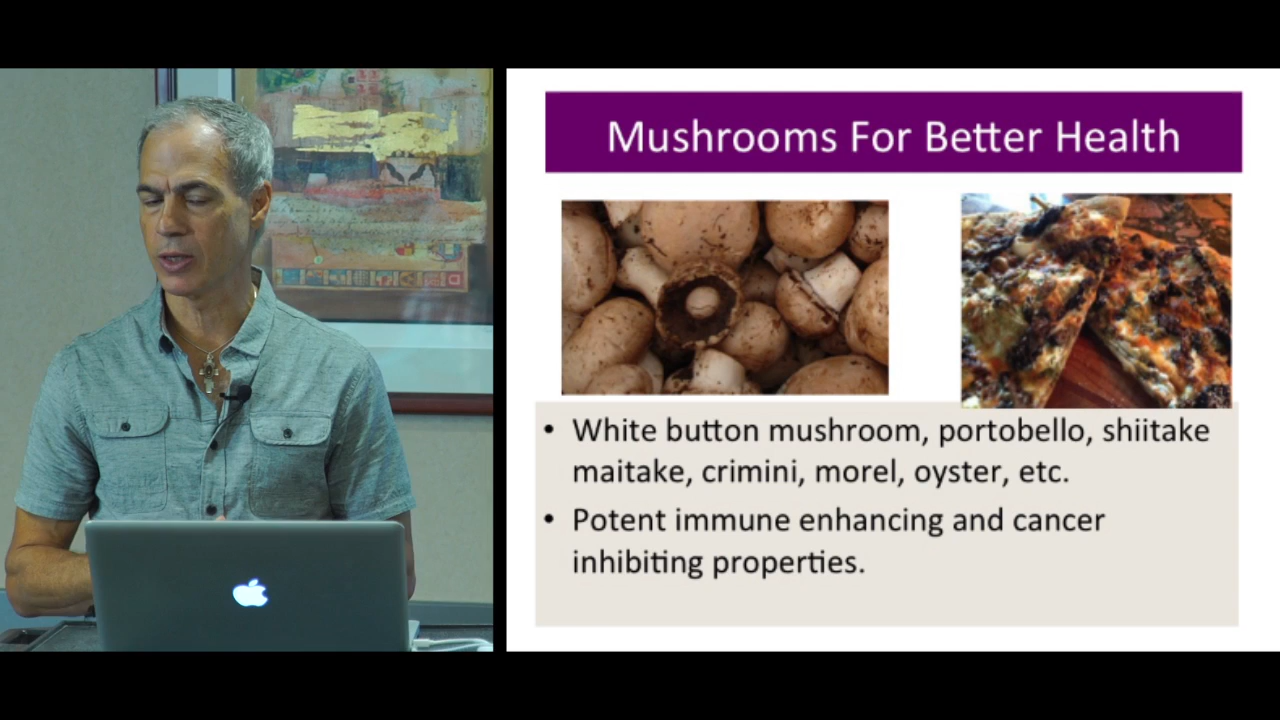 Mushrooms For Better Health
• White button mushroom, portobello, shiitake
maitake, crimini, morel, oyster, etc.
• Potent immune enhancing and cancer
inhibiting properties.